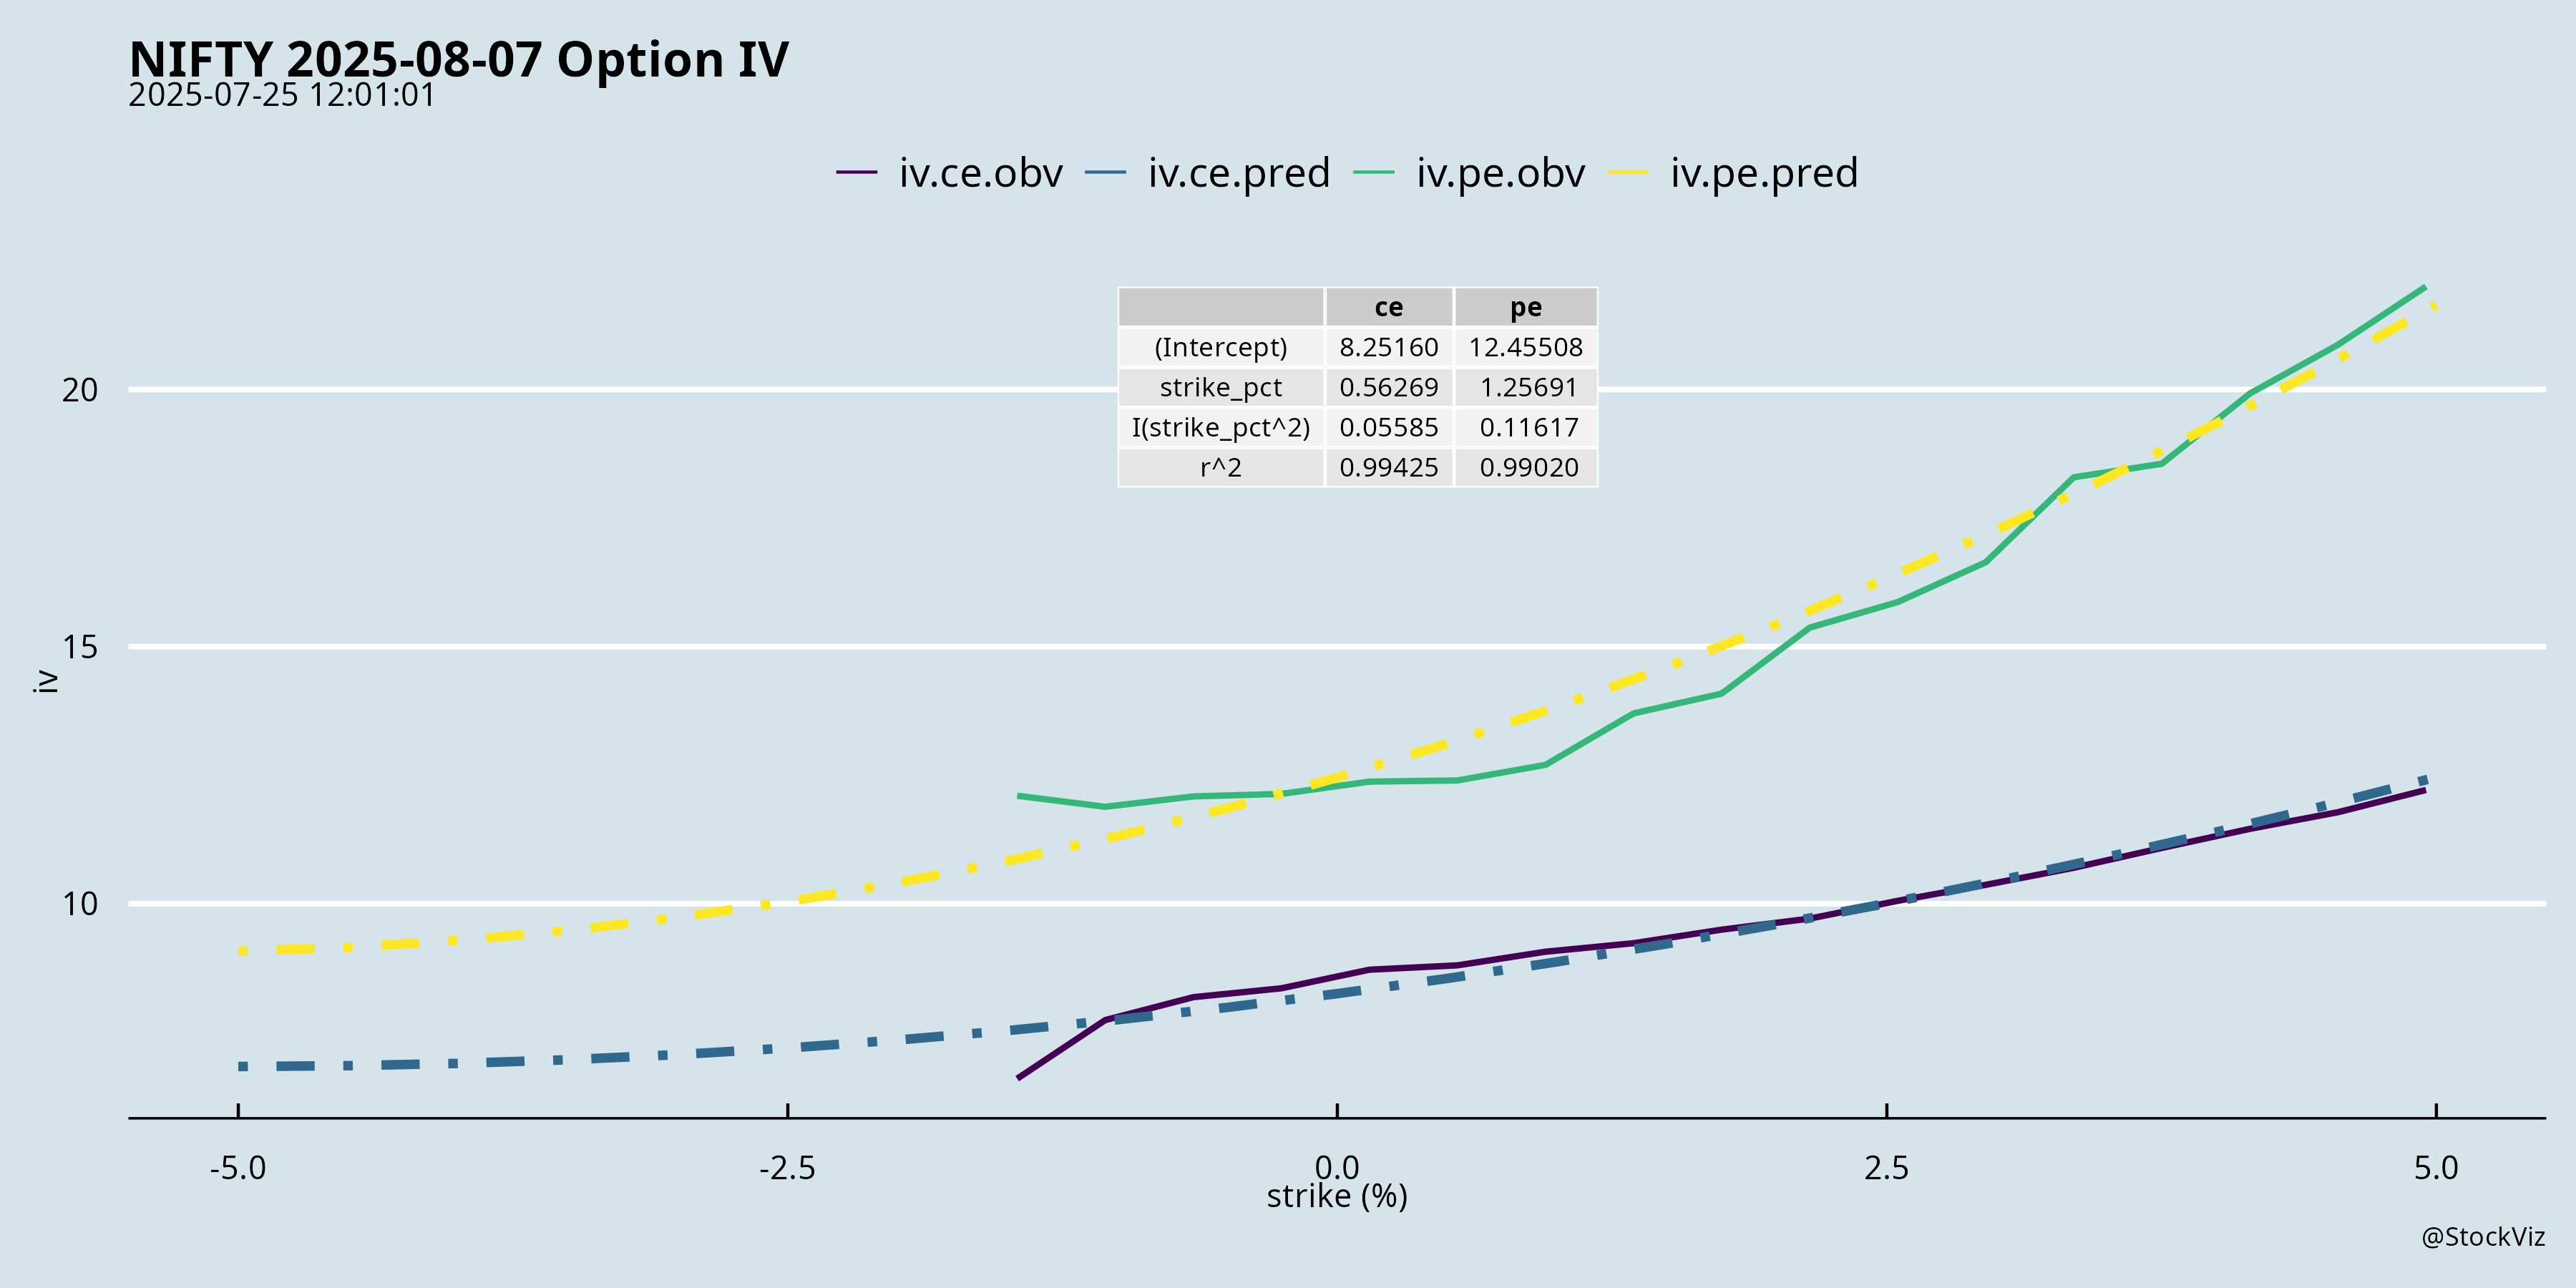 NIFTY 2025-08-07 Option IV
2025-07-25 12:01:01
iv.ce.obv iv.ce.pred iv.pe.obv iv.pe.pred
ce pe
(Intercept) 8.25160 12.45508
strike_pct 0.56269 1.25691
I(strike_pct^2) 0.05585 0.11617
r^2 0.99425 0.99020
20
15
10
iv
-5.0 -2.5 0.0 2.5 5.0
strike (%)
@StockViz